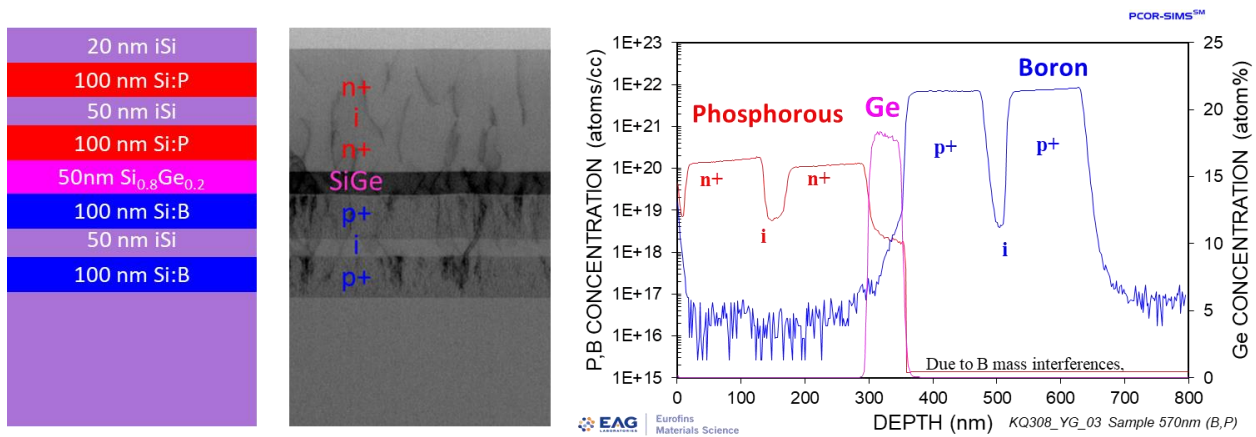 20 nm iSi
100 nm Si:P
50 nm iSi
100 nm Si:P
50nm Si0.8Ge0.2
100 nm Si:B
50 nm iSi
100 nm Si:B
n+
i
n+
SiGe
p+
i
p+
PCOR-SIMS℠
P,B CONCENTRATION (atoms/cc)
1E+23
1E+22
1E+21
1E+20
1E+19
1E+18
1E+17
1E+16
1E+15
Phosphorous
Ge
Boron
n+
n+
i
p+
p+
i
Due to B mass interferences,
25
20
15
10
5
0
Ge CONCENTRATION (atom%)
0
100
200
300
400
500
600
700
800
DEPTH (nm)
EAG
LABORATORIES
Eurofins
Materials Science
KQ308_YG_03 Sample 570nm (B,P)